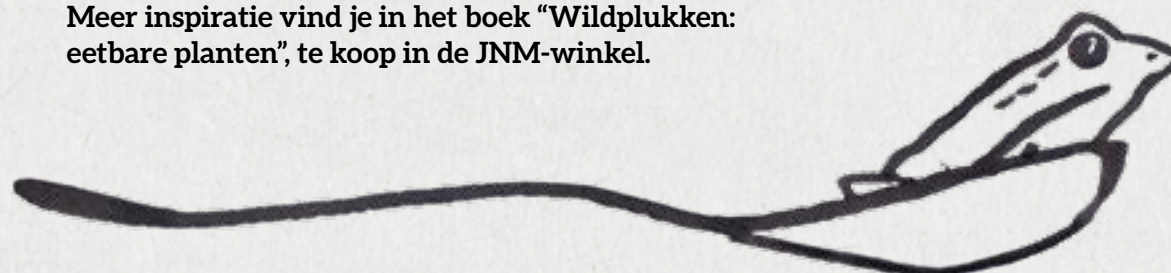 Meer inspiratie vind je in het boek “Wildplukken:
eetbare planten”, te koop in de JNM-winkel.